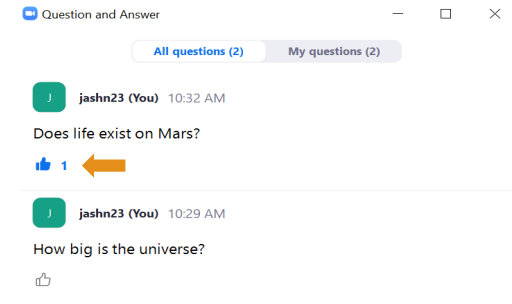 Question and Answer
All questions (2) My questions (2)
J jashn23 (You) 10:32 AM
Does life exist on Mars?
1
J jashn23 (You) 10:29 AM
How big is the universe?